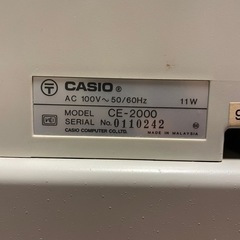 CASIO®
AC 100V～50/60Hz 11W
MODEL CE-2000
SERIAL No. 0110242
CASIO COMPUTER CO.,LTD. MADE IN MALAYSIA